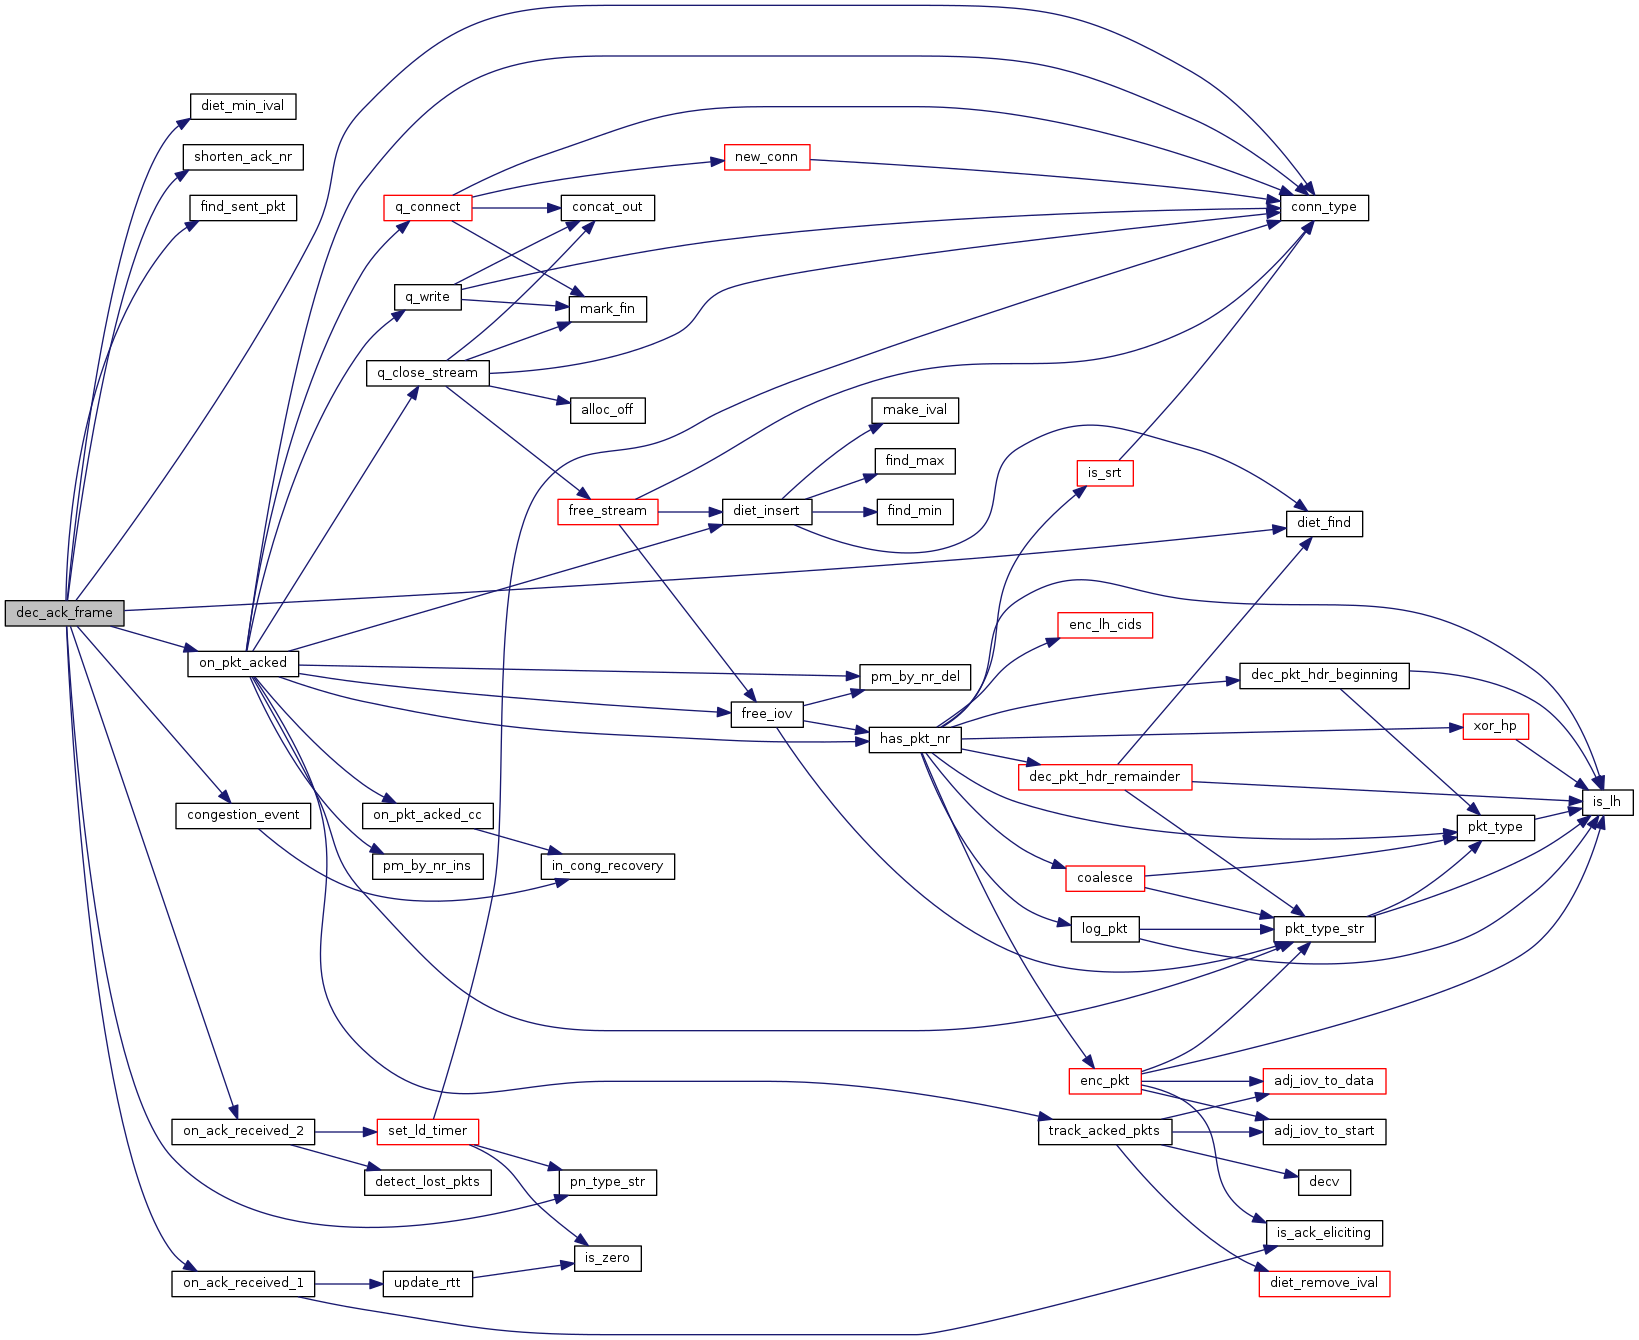 diet_min_ival
shorten_ack_nr
new_conn
q_connect
find_sent_pkt
concat_out
conn_type
q_write
mark_fin
q_close_stream
alloc_off
make_ival
find_max
is_srt
free_stream
diet_insert
find_min
diet_find
dec_ack_frame
enc_lh_cids
on_pkt_acked
pm_by_nr_del
dec_pkt_hdr_beginning
free_iov
has_pkt_nr
xor_hp
dec_pkt_hdr_remainder
is_lh
congestion_event
on_pkt_acked_cc
pkt_type
pm_by_nr_ins
in_cong_recovery
coalesce
log_pkt
pkt_type_str
enc_pkt
adj_iov_to_data
on_ack_received_2
set_ld_timer
track_acked_pkts
adj_iov_to_start
detect_lost_pkts
pn_type_str
decv
is_ack_eliciting
is_zero
on_ack_received_1
update_rtt
diet_remove_ival